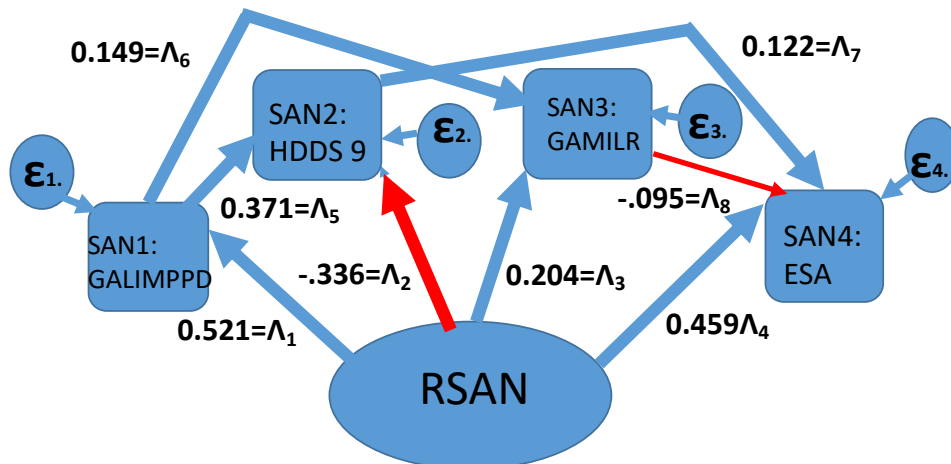 0.149=Λ₆
0.122=Λ₇
SAN2:
HDDS 9
SAN3:
GAMILR
ε₂.
ε₃.
ε₁.
ε₄.
0.371=Λ₅
-.095=Λ₈
SAN1:
GALIMPPD
SAN4:
ESA
-.336=Λ₂
0.204=Λ₃
0.521=Λ₁
0.459Λ₄
RSAN